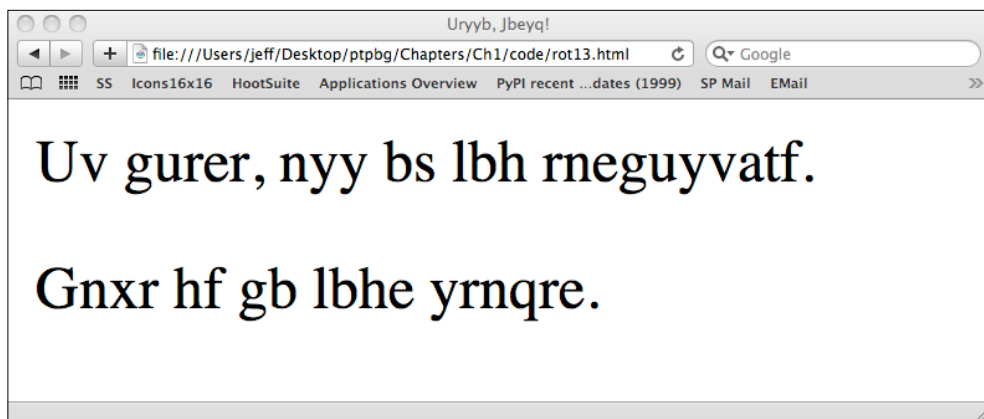 Uryyb, Jbeyq!
file:///Users/jeff/Desktop/ptpbg/Chapters/Ch1/code/rot13.html Google
SS Icons16x16 HootSuite Applications Overview PyPI recent ...dates (1999) SP Mail EMail
Uv gurer, nyy bs lbh rneguyvatf.
Gnxr hf gb lbhe yrnqre.